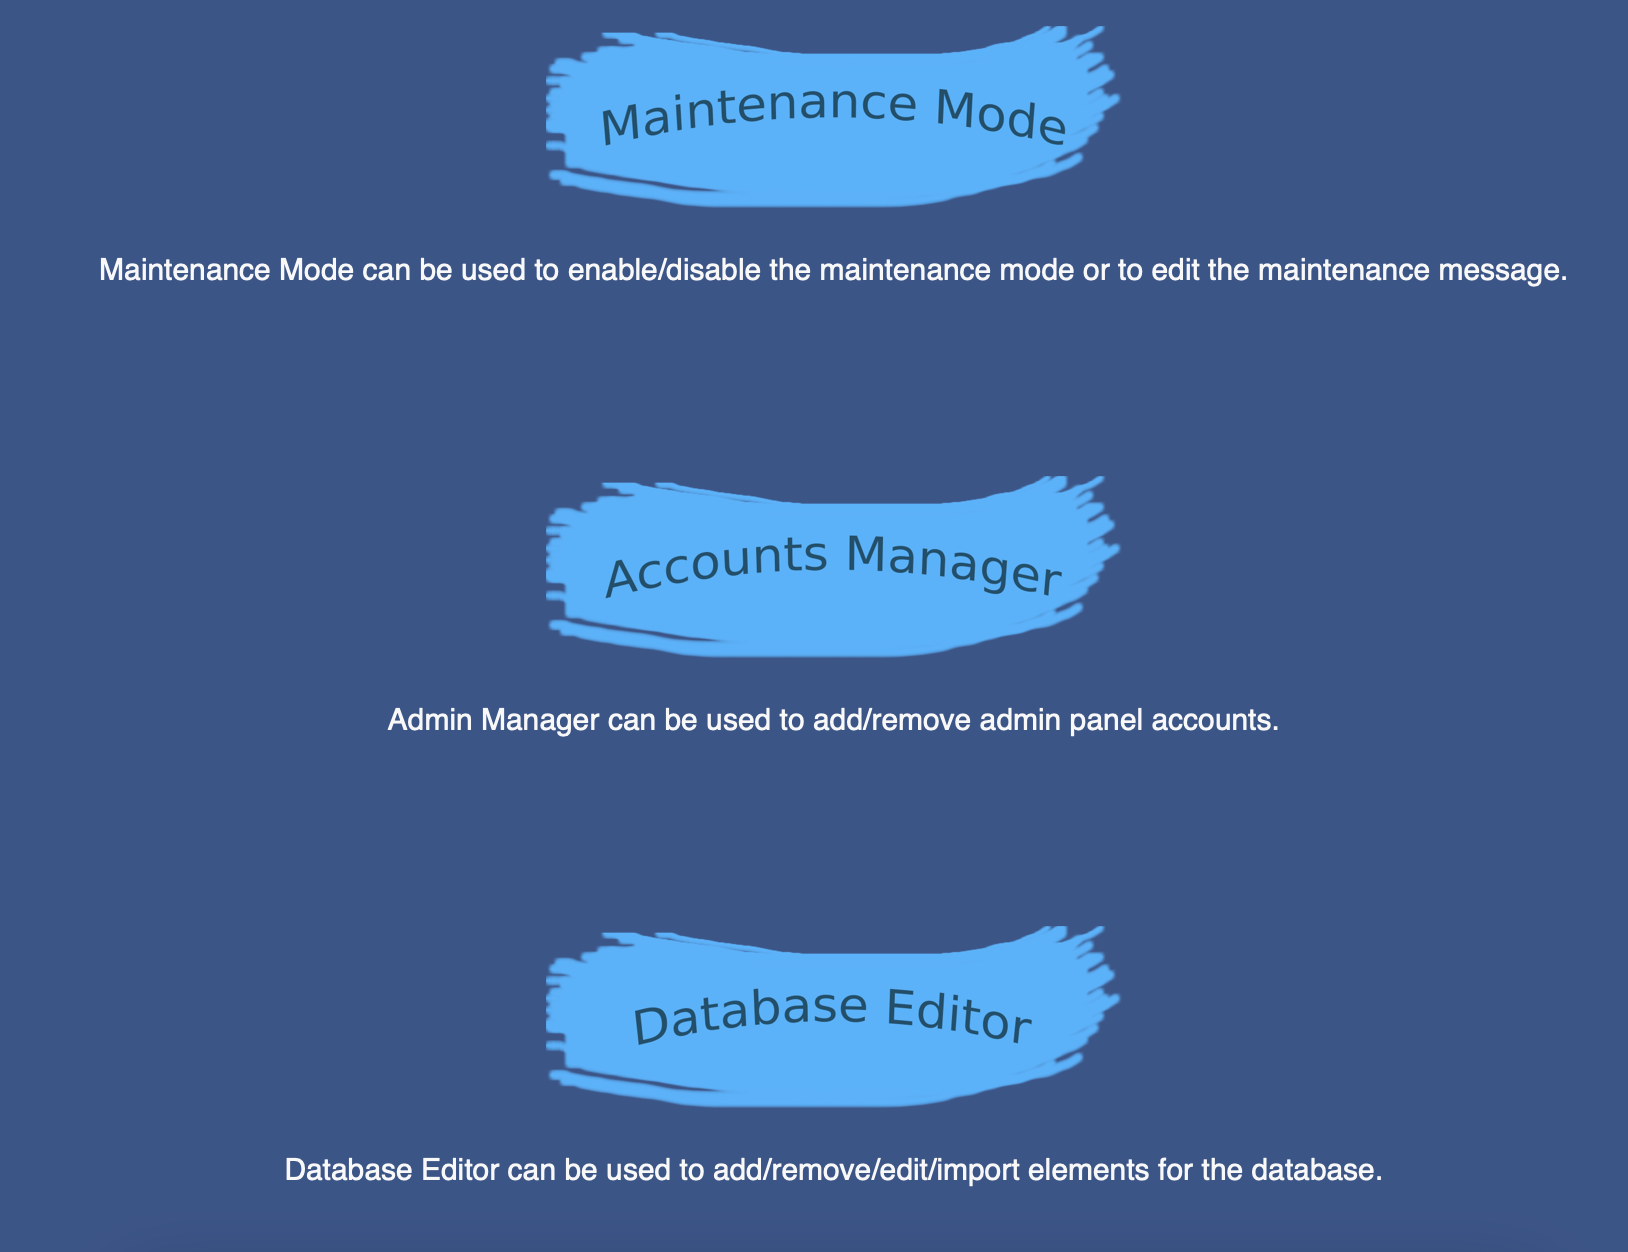 Maintenance Mode
Maintenance Mode can be used to enable/disable the maintenance mode or to edit the maintenance message.
Accounts Manager
Admin Manager can be used to add/remove admin panel accounts.
Database Editor
Database Editor can be used to add/remove/edit/import elements for the database.